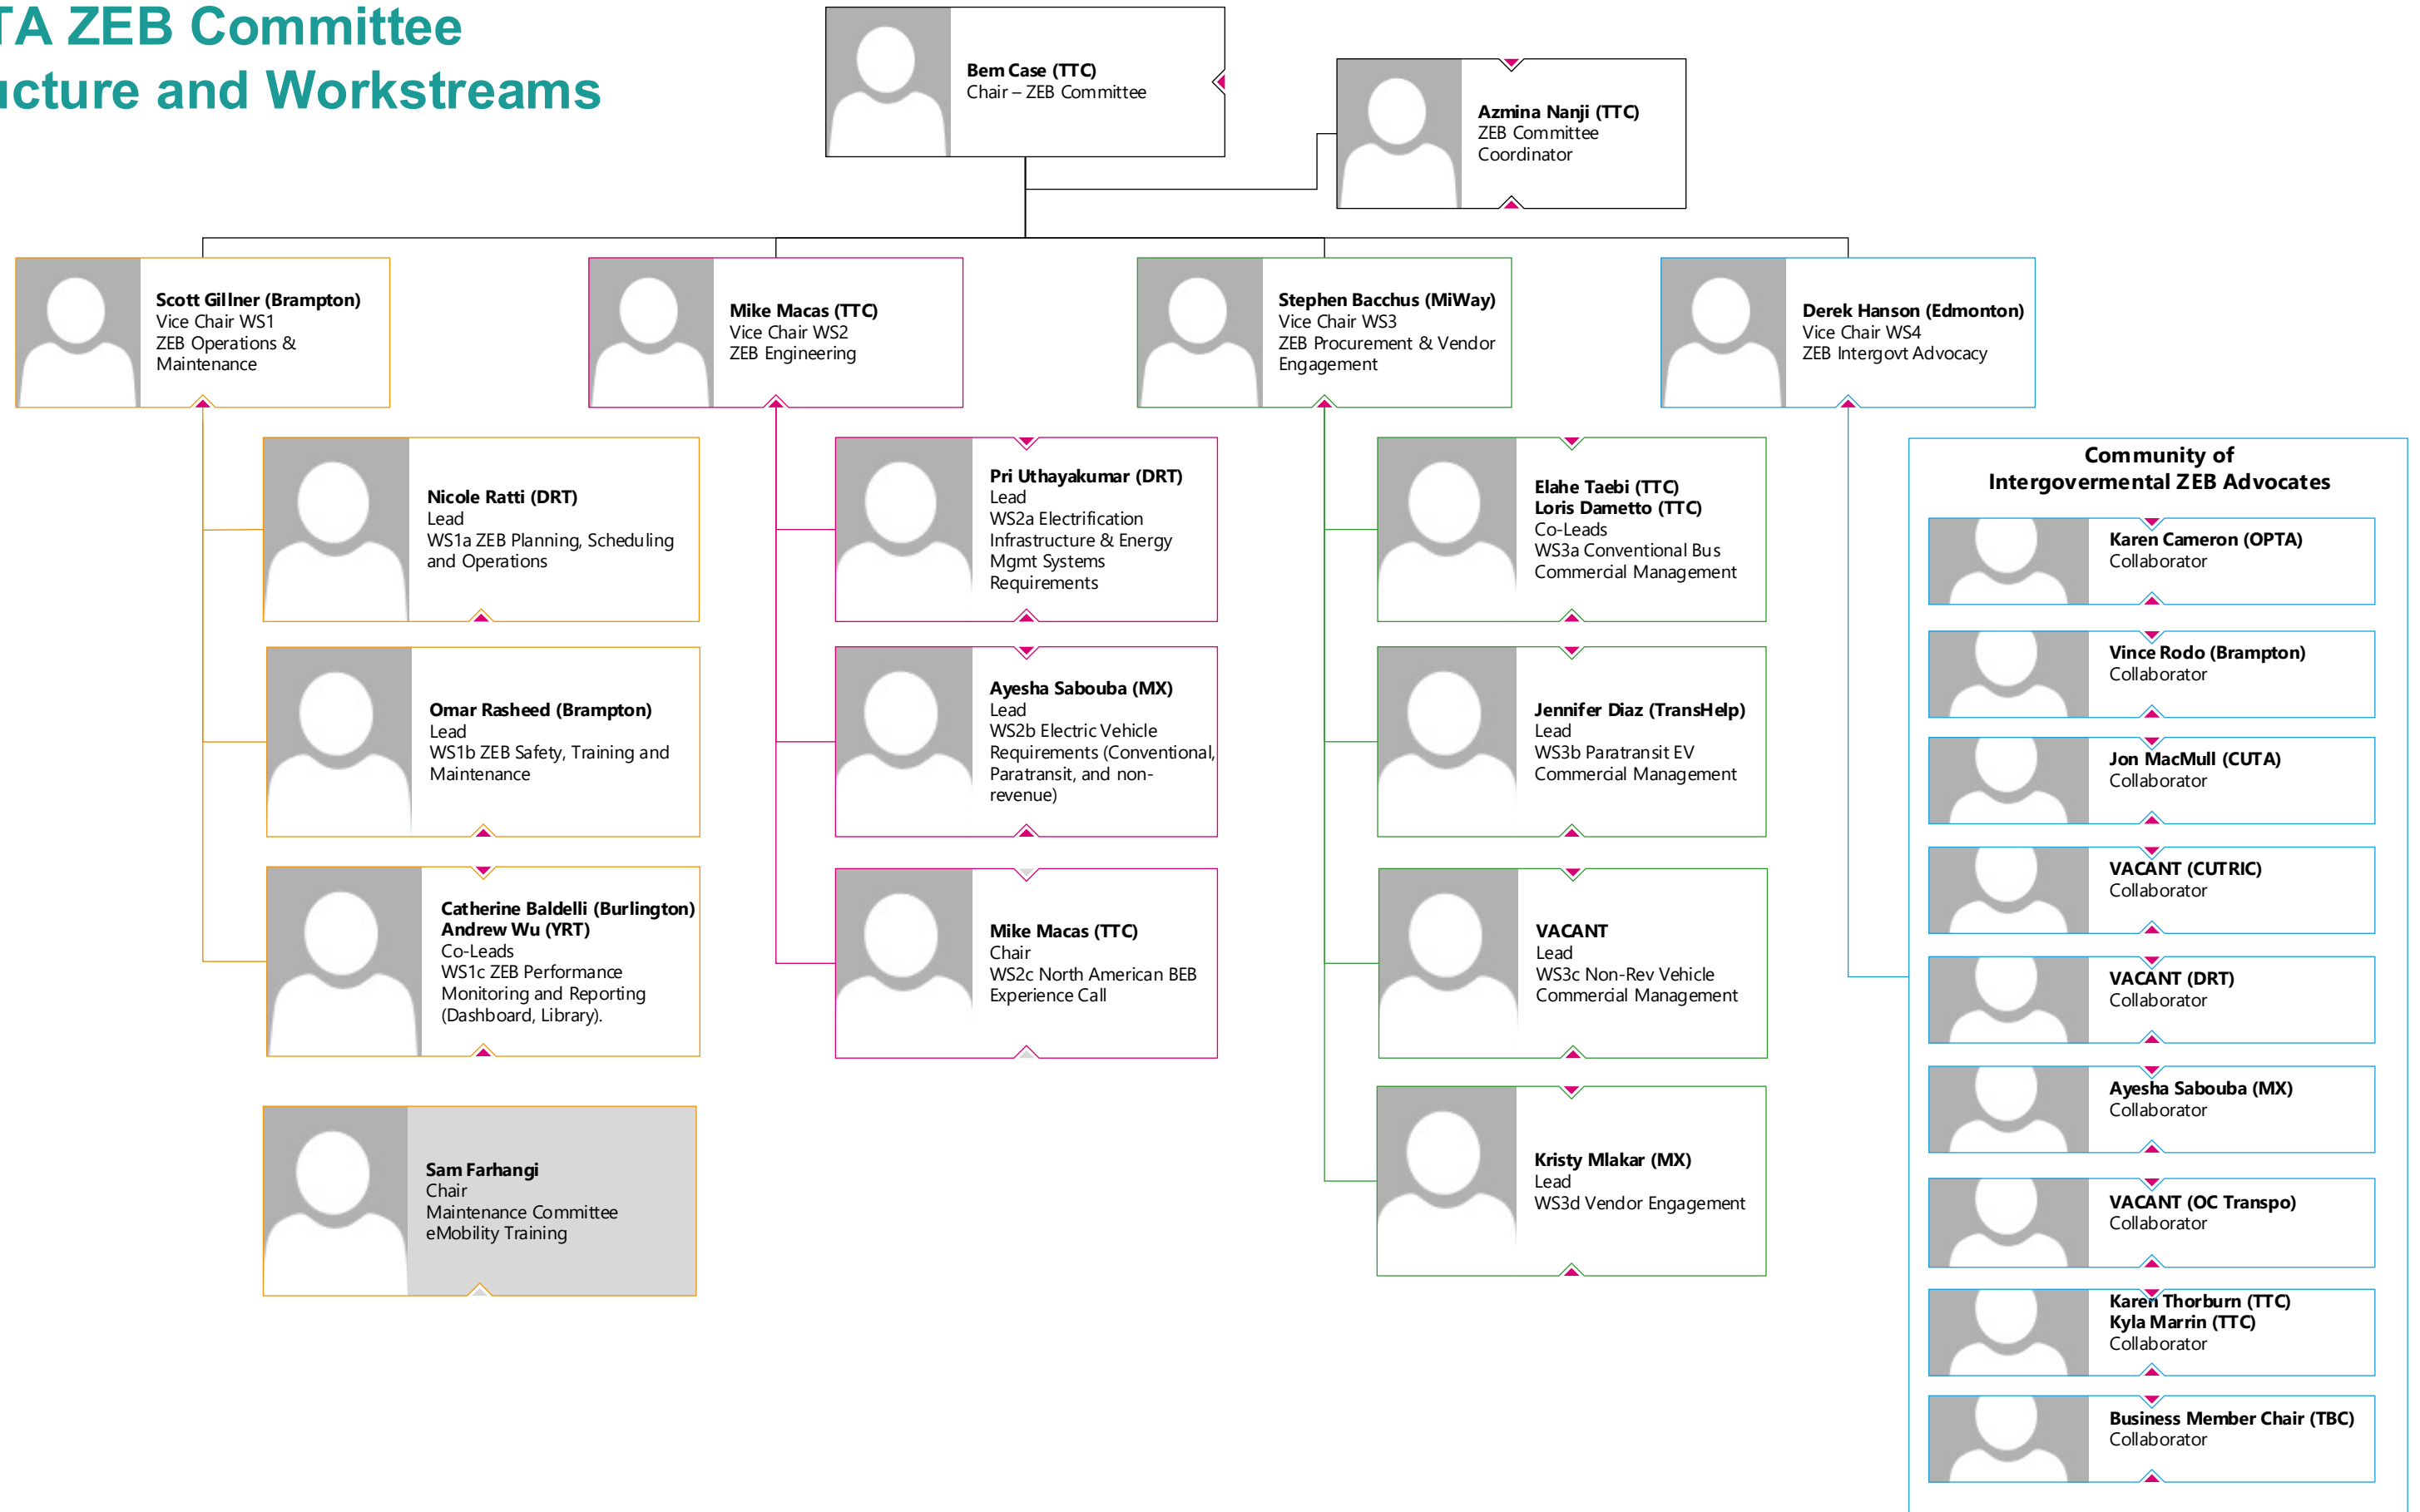 TA ZEB Committee
ucture and Workstreams
Bem Case (TTC)
Chair – ZEB Committee
Azmina Nanji (TTC)
ZEB Committee
Coordinator
Scott Gillner (Brampton)
Vice Chair WS1
ZEB Operations &
Maintenance
Mike Macas (TTC)
Vice Chair WS2
ZEB Engineering
Stephen Bacchus (MiWay)
Vice Chair WS3
ZEB Procurement & Vendor
Engagement
Derek Hanson (Edmonton)
Vice Chair WS4
ZEB Intergovt Advocacy
Nicole Ratti (DRT)
Lead
WS1a ZEB Planning, Scheduling
and Operations
Omar Rasheed (Brampton)
Lead
WS1b ZEB Safety, Training and
Maintenance
Catherine Baldelli (Burlington)
Andrew Wu (YRT)
Co-Leads
WS1c ZEB Performance
Monitoring and Reporting
(Dashboard, Library).
Sam Farhangi
Chair
Maintenance Committee
eMobility Training
Pri Uthayakumar (DRT)
Lead
WS2a Electrification
Infrastructure & Energy
Mgmt Systems
Requirements
Ayesha Sabouba (MX)
Lead
WS2b Electric Vehicle
Requirements (Conventional,
Paratransit, and non-
revenue)
Mike Macas (TTC)
Chair
WS2c North American BEB
Experience Call
Elahe Taebi (TTC)
Loris Dametto (TTC)
Co-Leads
WS3a Conventional Bus
Commercial Management
Jennifer Diaz (TransHelp)
Lead
WS3b Paratransit EV
Commercial Management
VACANT
Lead
WS3c Non-Rev Vehicle
Commercial Management
Kristy Mlakar (MX)
Lead
WS3d Vendor Engagement
Community of
Intergovermental ZEB Advocates
Karen Cameron (OPTA)
Collaborator
Vince Rodo (Brampton)
Collaborator
Jon MacMull (CUTA)
Collaborator
VACANT (CUTRIC)
Collaborator
VACANT (DRT)
Collaborator
Ayesha Sabouba (MX)
Collaborator
VACANT (OC Transpo)
Collaborator
Karen Thorburn (TTC)
Kyla Marrin (TTC)
Collaborator
Business Member Chair (TBC)
Collaborator